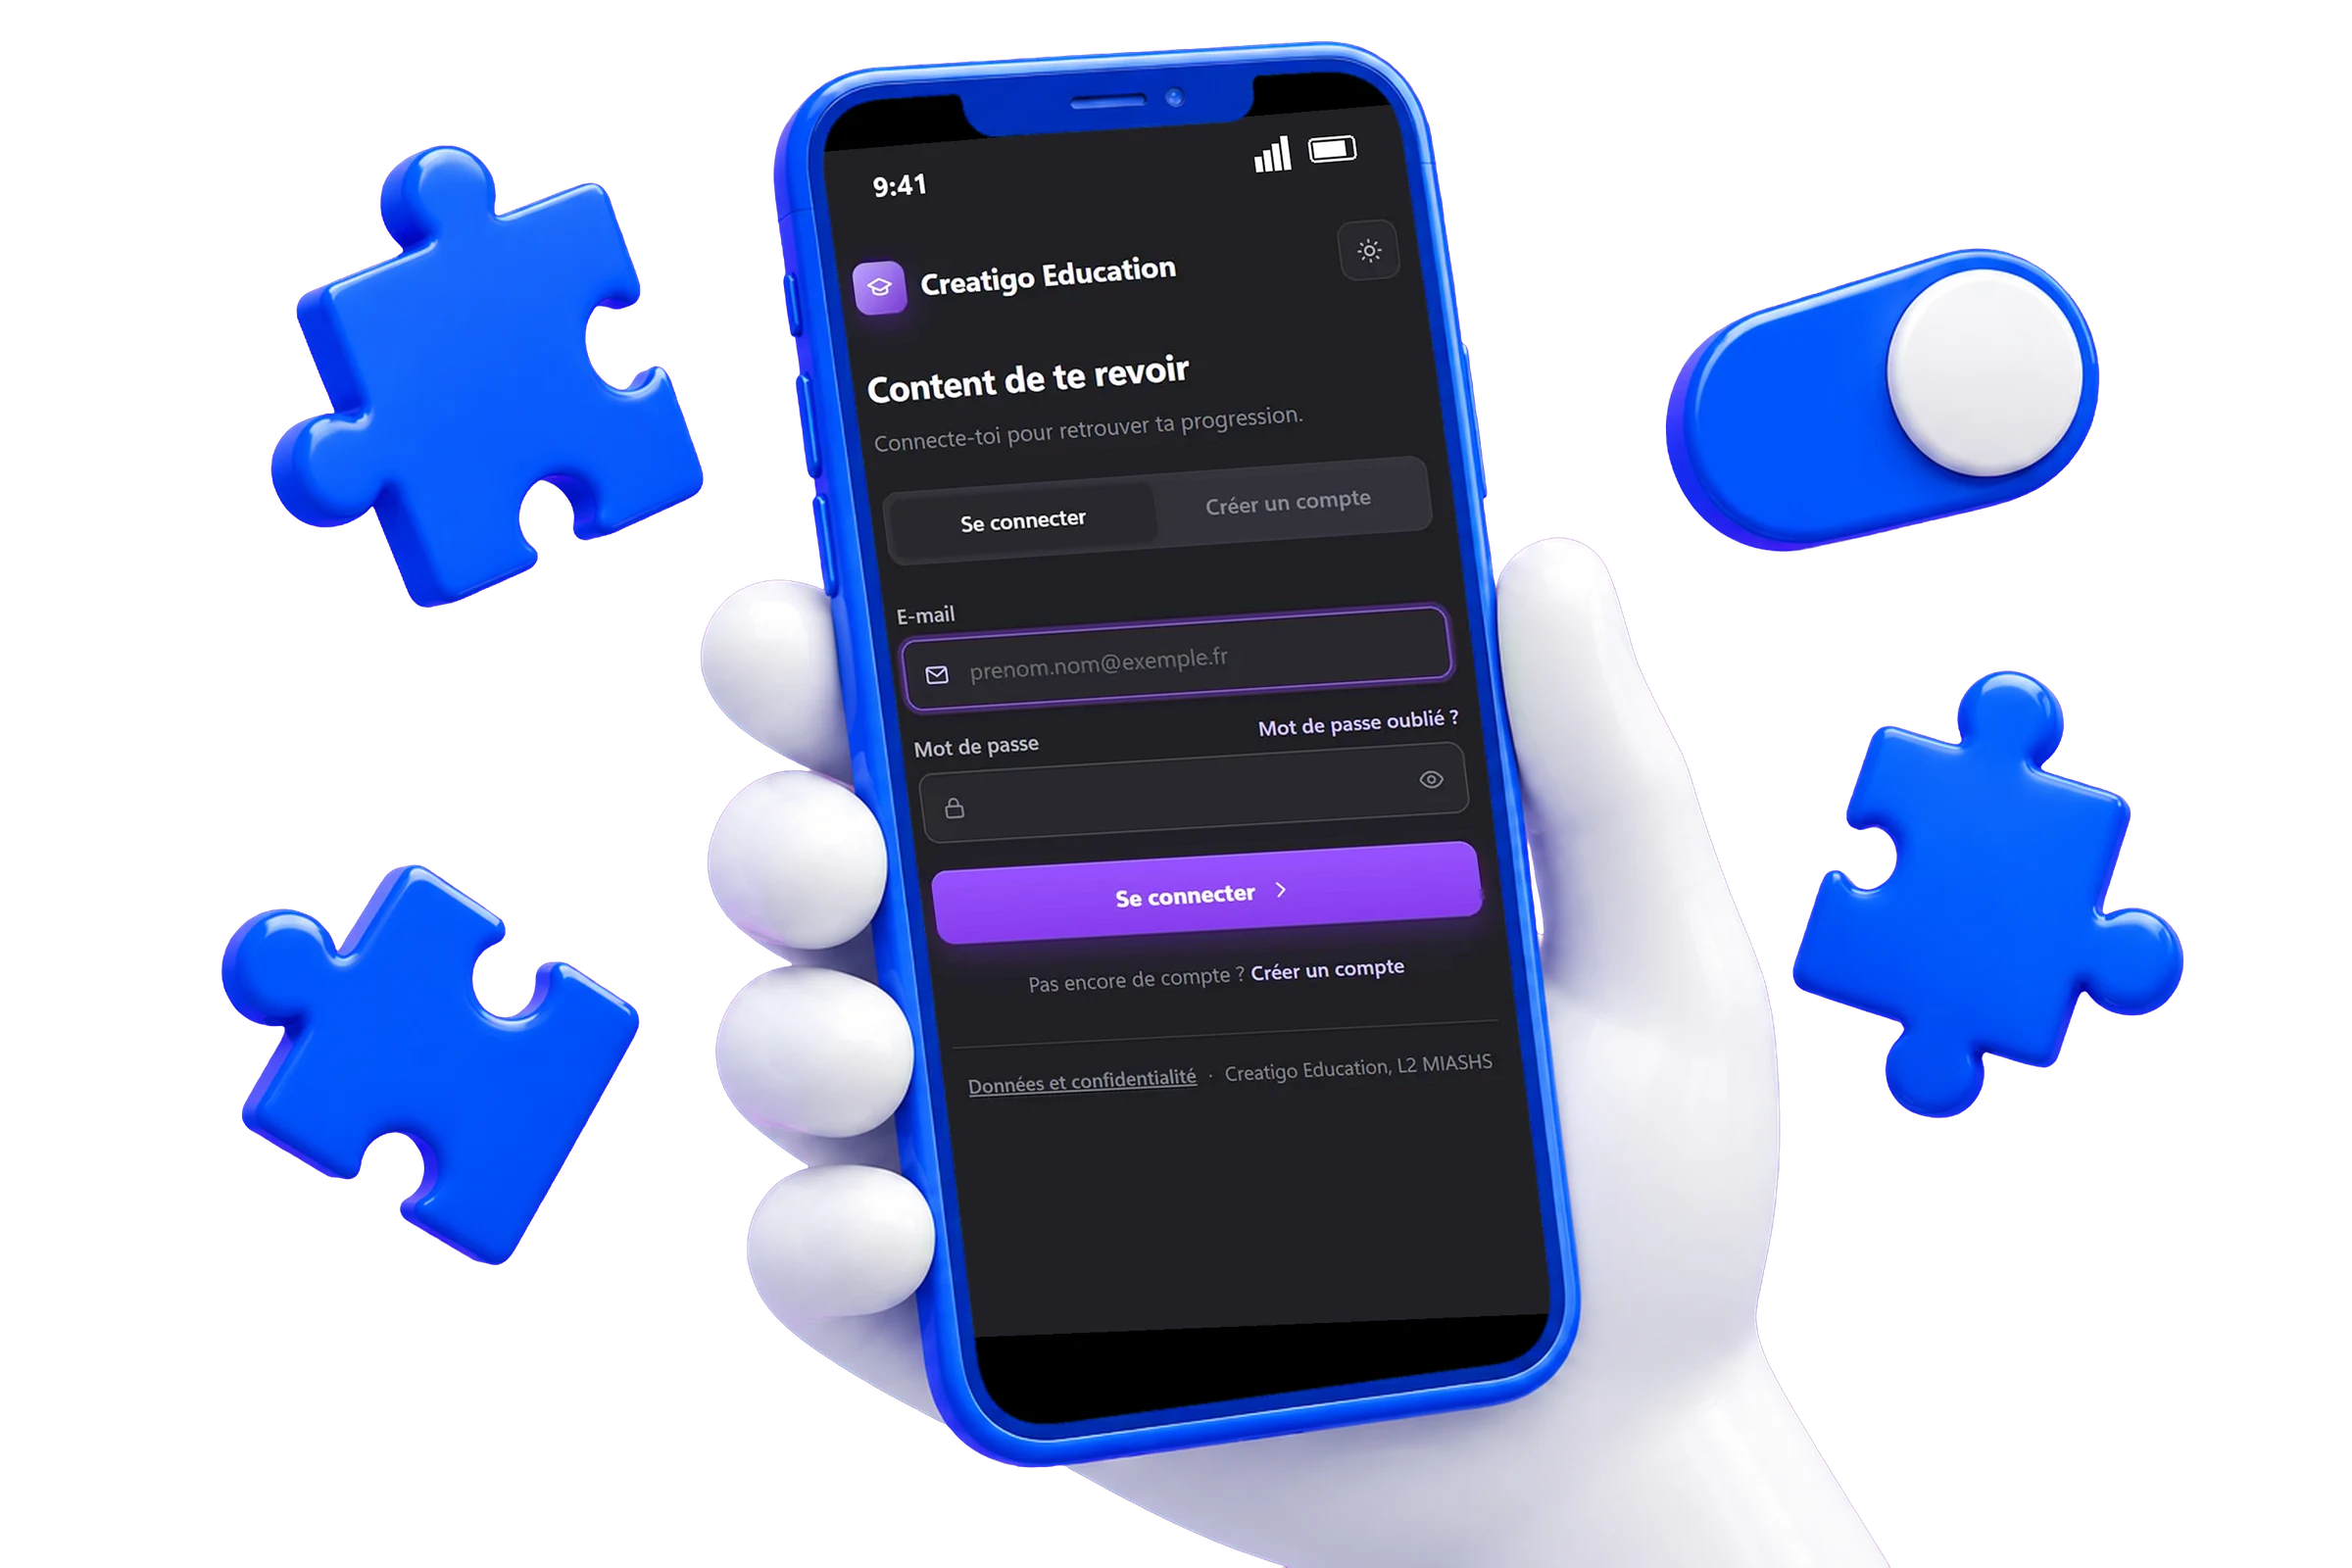 9:41
Creatigo Education
Content de te revoir
Connecte-toi pour retrouver ta progression.
Se connecter
Créer un compte
E-mail
prenom.nom@exemple.fr
Mot de passe
Mot de passe oublié ?
Se connecter
Pas encore de compte ? Créer un compte
Données et confidentialité · Creatigo Education, L2 MIASHS